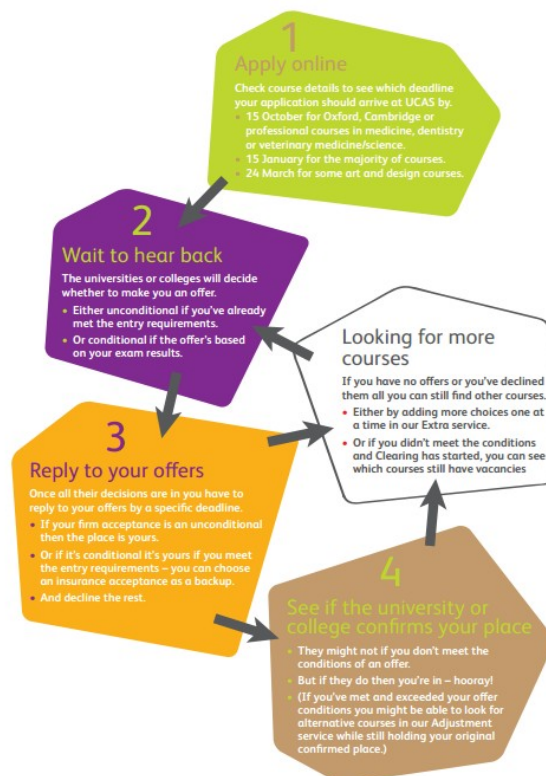 1
Apply online
Check course details to see which deadline
your application should arrive at UCAS by.
• 15 October for Oxford, Cambridge or
professional courses in medicine, dentistry
or veterinary medicine/science.
• 15 January for the majority of courses.
• 24 March for some art and design courses.
2
Wait to hear back
The universities or colleges will decide
whether to make you an offer.
• Either unconditional if you've already
met the entry requirements.
• Or conditional if the offer's based
on your exam results.
Looking for more
courses
If you have no offers or you've declined
them all you can still find other courses.
• Either by adding more choices one at
a time in our Extra service.
• Or if you didn't meet the conditions
and Clearing has started, you can see
which courses still have vacancies
3
Reply to your offers
Once all their decisions are in you have to
reply to your offers by a specific deadline.
• If your firm acceptance is an unconditional
then the place is yours.
• Or if it's conditional it's yours if you meet
the entry requirements – you can choose
an insurance acceptance as a backup.
• And decline the rest.
4
See if the university or
college confirms your place
• They might not if you don't meet the
conditions of an offer.
• But if they do then you're in – hooray!
• (If you've met and exceeded your offer
conditions you might be able to look for
alternative courses in our Adjustment
service while still holding your original
confirmed place.)